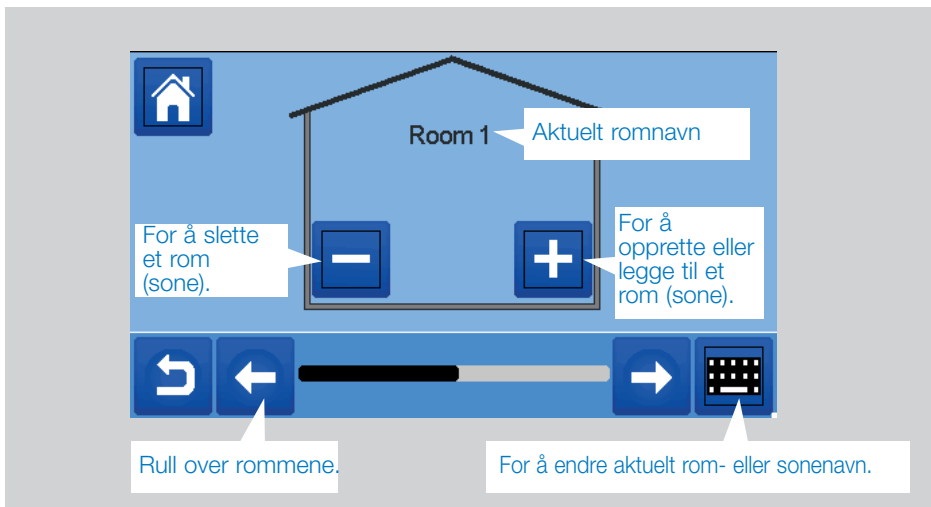 Room 1
Aktuelt romnavn
For å slette
et rom
(sone).
For å
opprette eller
legge til et
rom (sone).
Rull over rommene.
For å endre aktuelt rom- eller sonenavn.